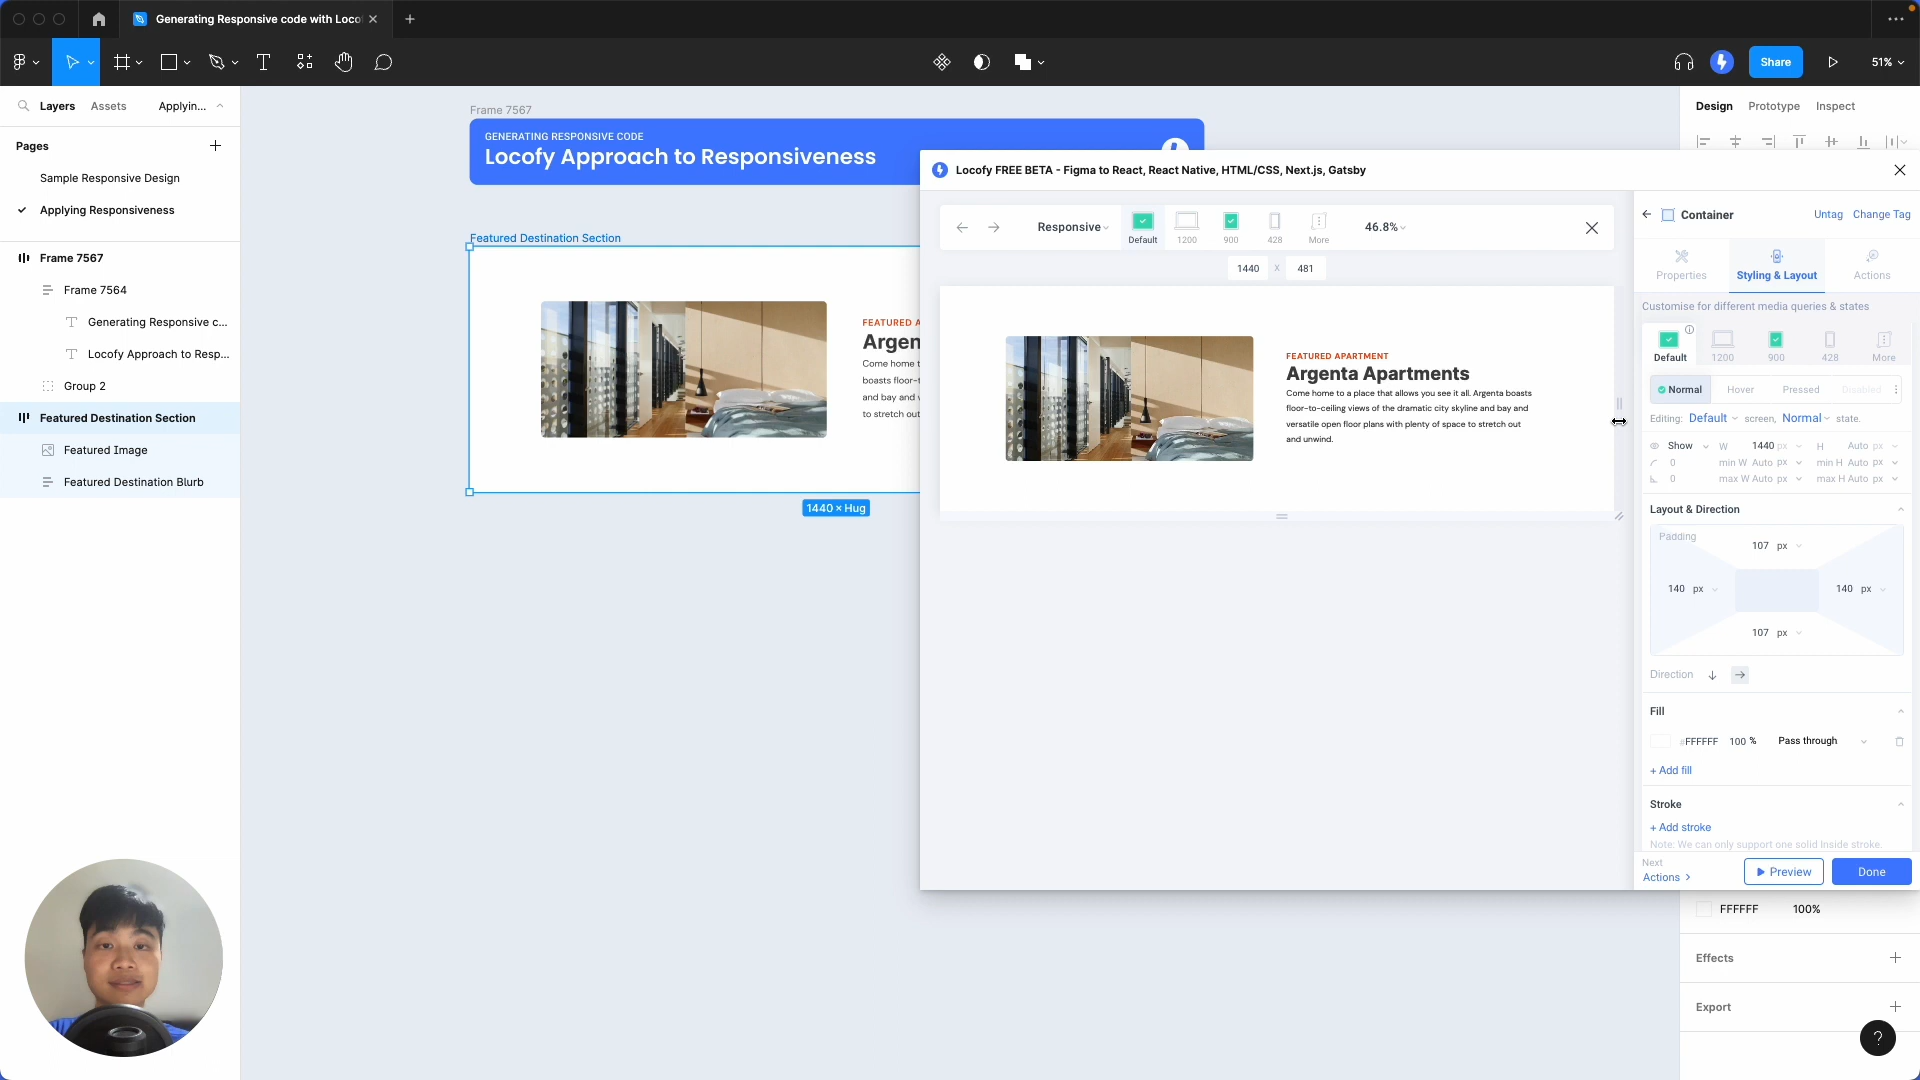 Generating Responsive code with Loco
Share
51%
Layers
Assets
Applyin...
Pages
Sample Responsive Design
Applying Responsiveness
Frame 7567
Frame 7564
Generating Responsive c...
Locofy Approach to Resp...
Group 2
Featured Destination Section
Featured Image
Featured Destination Blurb
Frame 7567
GENERATING RESPONSIVE CODE
Locofy Approach to Responsiveness
Featured Destination Section
FEATURED A
Argen
Come home t
boasts floor-t
and bay and v
to stretch out
1440 × Hug
Design
Prototype
Inspect
Locofy FREE BETA - Figma to React, React Native, HTML/CSS, Next.js, Gatsby
Responsive
Default
1200
900
428
More
46.8%
1440 X 481
FEATURED APARTMENT
Argenta Apartments
Come home to a place that allows you see it all. Argenta boasts
floor-to-ceiling views of the dramatic city skyline and bay and
versatile open floor plans with plenty of space to stretch out
and unwind.
Container
Untag
Change Tag
Properties
Styling & Layout
Actions
Customise for different media queries & states
Default
1200
900
428
More
Normal
Hover
Pressed
Disabled
Editing: Default screen, Normal state.
Show W 1440 px H Auto px
0 min W Auto px min H Auto px
0 max W Auto px max H Auto px
Layout & Direction
Padding
107 px
140 px
140 px
107 px
Direction
Fill
#FFFFFF 100 % Pass through
+ Add fill
Stroke
+ Add stroke
Note: We can only support one solid Inside stroke.
Next
Actions >
Preview
Done
FFFFFF 100%
Effects
Export
?